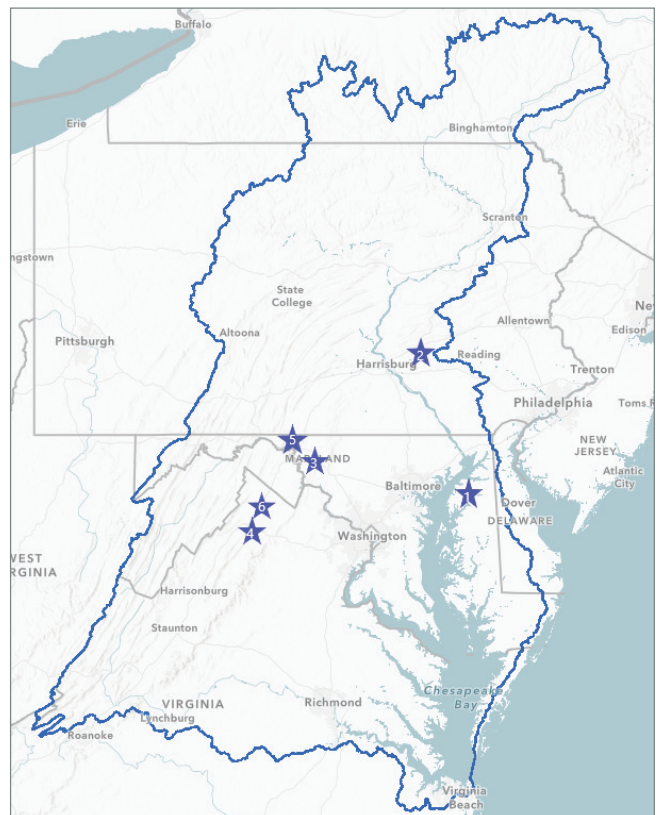 Buffalo
Erie
Binghamton
Scranton
ngstown
State
College
Allentown
New
Edison
Altoona
Pittsburgh
2
Reading
Harrisburg
Trenton
Philadelphia
Toms R
5
NEW
JERSEY
MARYLAND
3
Atlantic
City
Baltimore
1
Dover
DELAWARE
6
4
Washington
WEST
VIRGINIA
Harrisonburg
Staunton
Chesapeake
Bay
VIRGINIA
Richmond
Lynchburg
Roanoke
Virginia
Beach